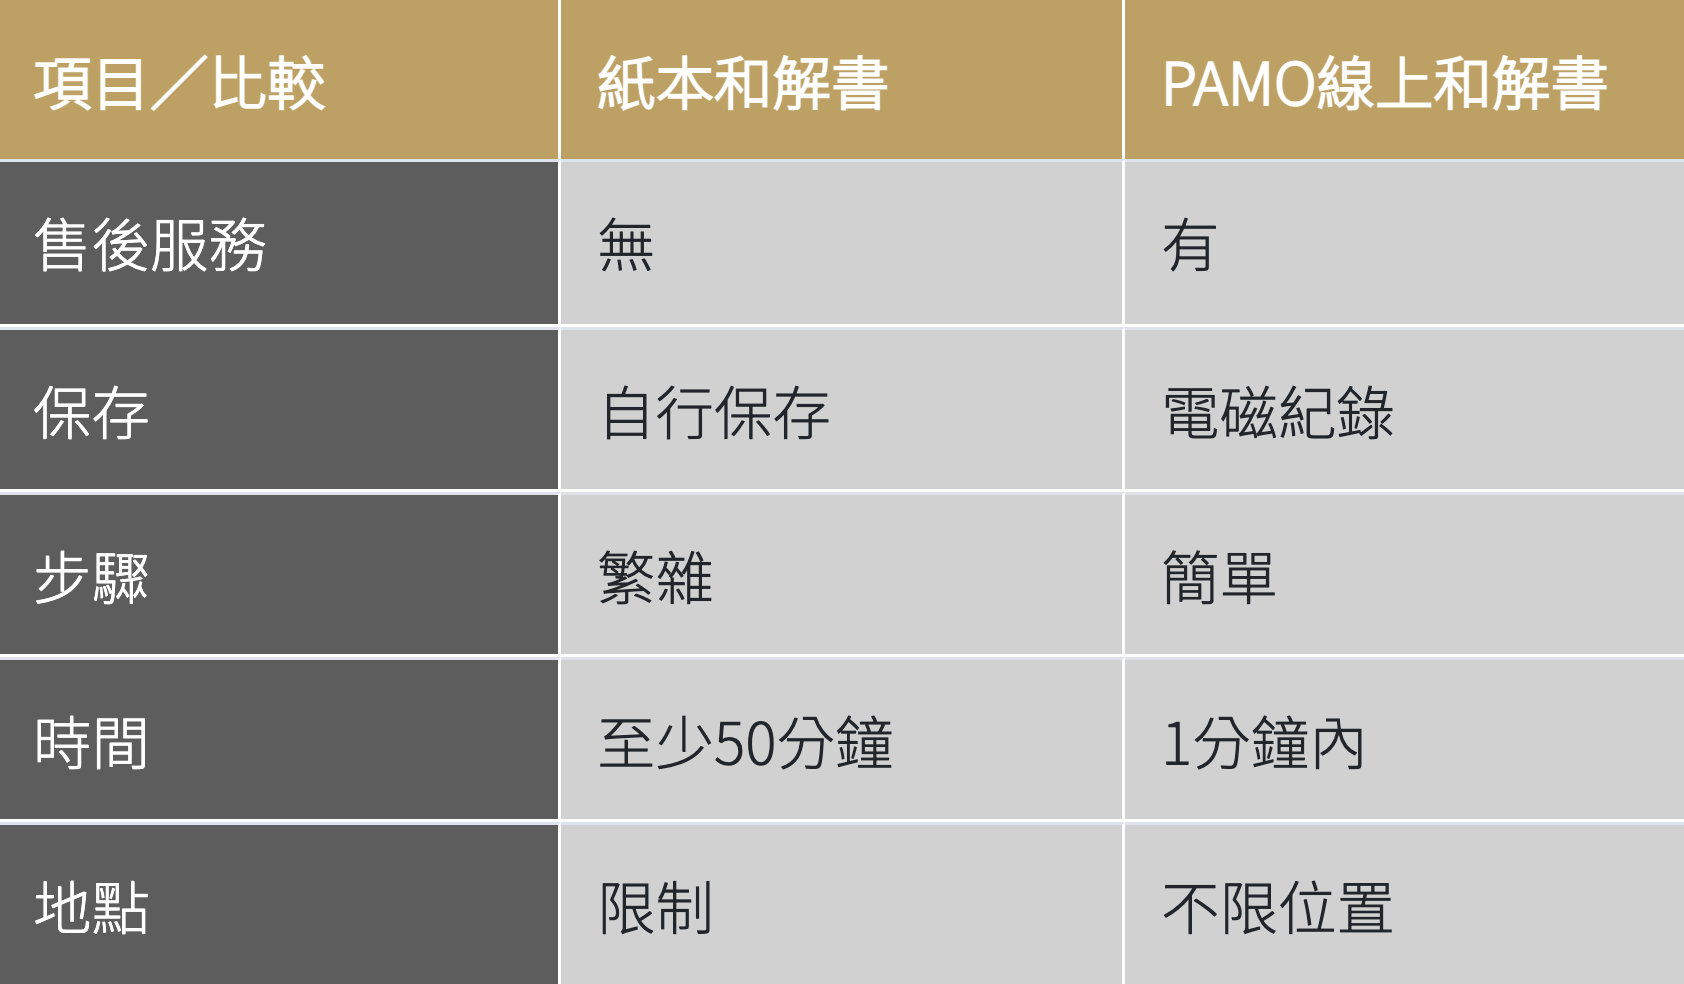 項目／比較 紙本和解書 PAMO線上和解書
售後服務 無 有
保存 自行保存 電磁紀錄
步驟 繁雜 簡單
時間 至少50分鐘 1分鐘內
地點 限制 不限位置